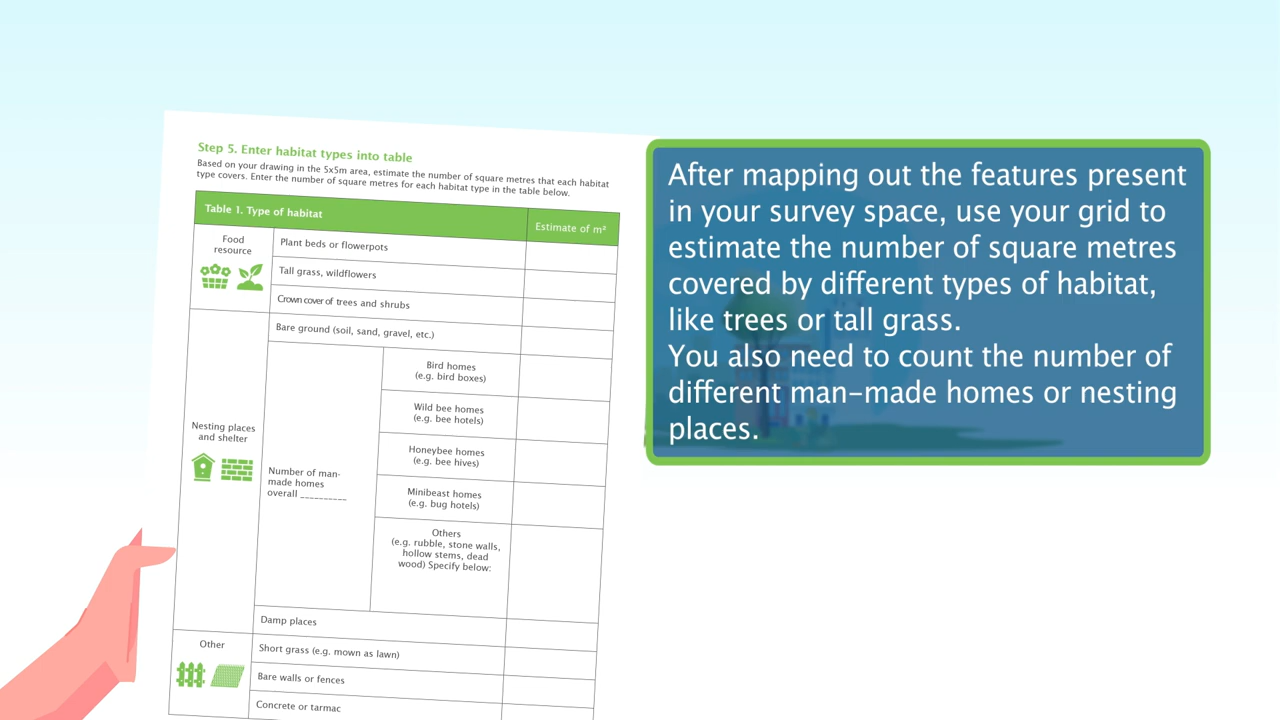 Step 5. Enter habitat types into table
Based on your drawing in the 5x5m area, estimate the number of square metres that each habitat
type covers. Enter the number of square metres for each habitat type in the table below.
Table 1. Type of habitat
Estimate of m²
Food
resource
Plant beds or flowerpots
Tall grass, wildflowers
Crown cover of trees and shrubs
Nesting places
and shelter
Bare ground (soil, sand, gravel, etc.)
Number of man-
made homes
overall __________
Bird homes
(e.g. bird boxes)
Wild bee homes
(e.g. bee hotels)
Honeybee homes
(e.g. bee hives)
Minibeast homes
(e.g. bug hotels)
Others
(e.g. rubble, stone walls,
hollow stems, dead
wood) Specify below:
Damp places
Other
Short grass (e.g. mown as lawn)
Bare walls or fences
Concrete or tarmac
After mapping out the features present
in your survey space, use your grid to
estimate the number of square metres
covered by different types of habitat,
like trees or tall grass.
You also need to count the number of
different man-made homes or nesting
places.